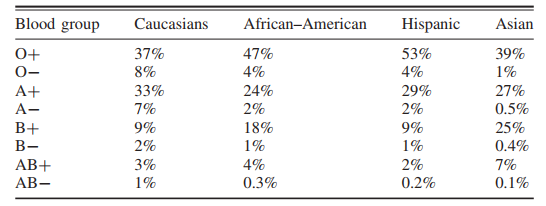 Blood group Caucasians African–American Hispanic Asian
O+ 37% 47% 53% 39%
O− 8% 4% 4% 1%
A+ 33% 24% 29% 27%
A− 7% 2% 2% 0.5%
B+ 9% 18% 9% 25%
B− 2% 1% 1% 0.4%
AB+ 3% 4% 2% 7%
AB− 1% 0.3% 0.2% 0.1%